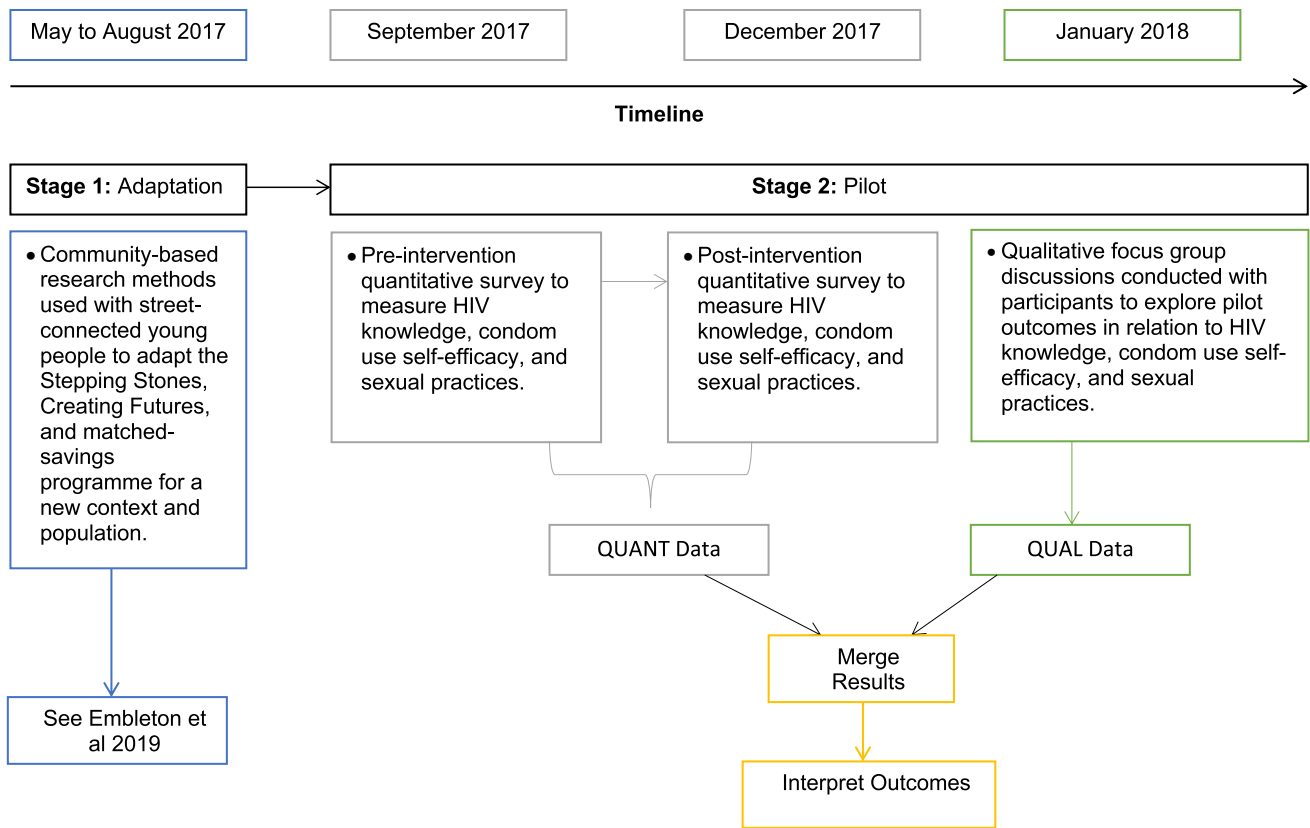 May to August 2017
September 2017
December 2017
January 2018
Timeline
Stage 1: Adaptation
Stage 2: Pilot
• Community-based
research methods
used with street-
connected young
people to adapt the
Stepping Stones,
Creating Futures,
and matched-
savings
programme for a
new context and
population.
• Pre-intervention
quantitative survey to
measure HIV
knowledge, condom
use self-efficacy, and
sexual practices.
• Post-intervention
quantitative survey to
measure HIV
knowledge, condom
use self-efficacy, and
sexual practices.
• Qualitative focus group
discussions conducted with
participants to explore pilot
outcomes in relation to HIV
knowledge, condom use self-
efficacy, and sexual
practices.
QUANT Data
QUAL Data
Merge
Results
See Embleton et
al 2019
Interpret Outcomes